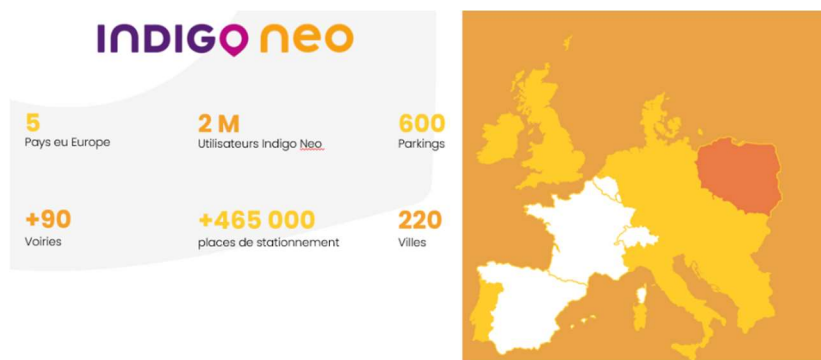 INDIGO neo
5
Pays eu Europe
2 M
Utilisateurs Indigo Neo
600
Parkings
+90
Voiries
+465 000
places de stationnement
220
Villes